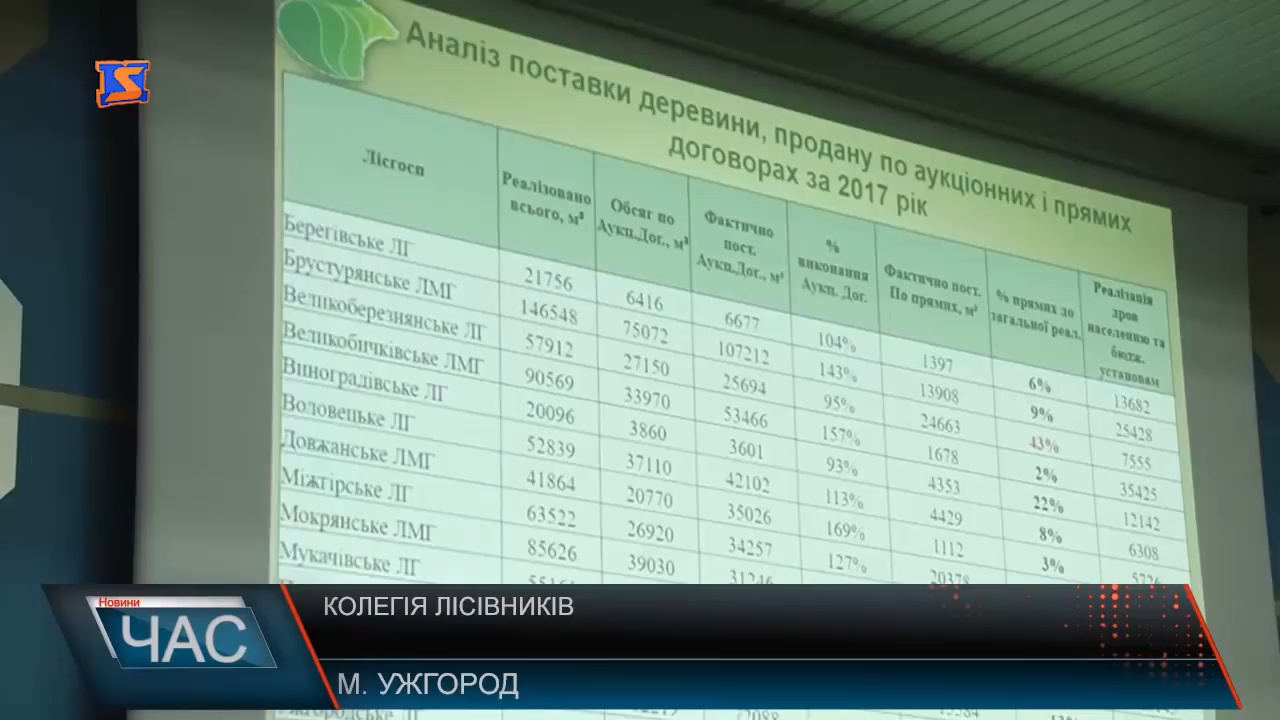 Аналіз поставки деревини, продану по аукціонних і прямих
договорах за 2017 рік
Лісгосп
Реалізовано
всього, м³
Обсяг по
Аукц.Дог., м³
Фактично
пост.
Аукц.Дог., м³
%
виконання
Аукц. Дог.
Фактично пост.
По прямих, м³
% прямих до
загальної реал.
Реалізація
дров
населенню та
бюдж.
установам
Берегівське ЛГ 21756 6416 6677 104% 1397 6% 13682
Брустурянське ЛМГ 146548 75072 107212 143% 13908 9% 25428
Великоберезнянське ЛГ 57912 27150 25694 95% 24663 43% 7555
Великобичківське ЛМГ 90569 33970 53466 157% 1678 2% 35425
Виноградівське ЛГ 20096 3860 3601 93% 4353 22% 12142
Воловецьке ЛГ 52839 37110 42102 113% 4429 8% 6308
Довжанське ЛМГ 41864 20770 35026 169% 1112 3%
Міжгірське ЛГ 63522 26920 34257 127% 20378
Мокрянське ЛМГ 85626 39030 31246
Мукачівське ЛГ
Ужгородське ЛГ
Новини
ЧАС
КОЛЕГІЯ ЛІСІВНИКІВ
М. УЖГОРОД